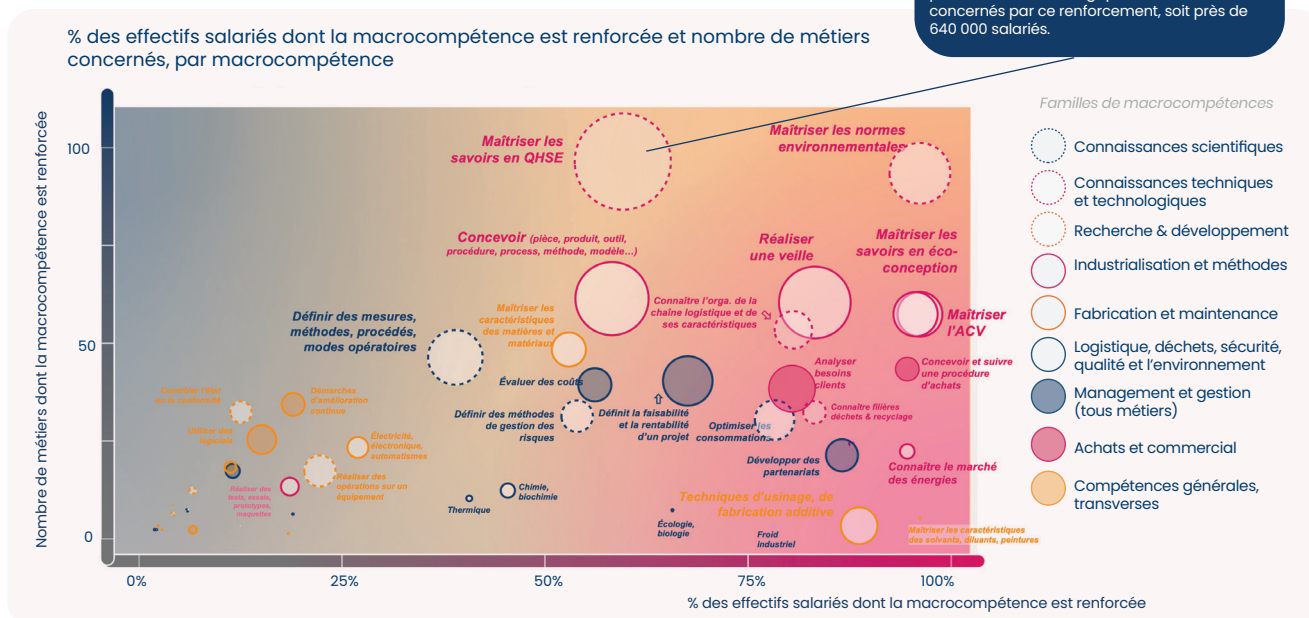 concernés par ce renforcement, soit près de
640 000 salariés.
% des effectifs salariés dont la macrocompétence est renforcée et nombre de métiers
concernés, par macrocompétence
Nombre de métiers dont la macrocompétence est renforcée
100
50
0
0%
25%
50%
75%
100%
% des effectifs salariés dont la macrocompétence est renforcée
Maîtriser les
savoirs en QHSE
Maîtriser les normes
environnementales
Concevoir (pièce, produit, outil,
procédure, process, méthode, modèle...)
Réaliser
une veille
Maîtriser les
savoirs en éco-
conception
Définir des mesures,
méthodes, procédés,
modes opératoires
Maîtriser les
caractéristiques
des matières et
matériaux
Connaître l'orga. de la
chaîne logistique et de
ses caractéristiques
Maîtriser
l'ACV
Évaluer des coûts
Analyser
besoins
clients
Concevoir et suivre
une procédure
d'achats
Démarches
d'amélioration
continue
Définir des méthodes
de gestion des
risques
Définit la faisabilité
et la rentabilité
d'un projet
Optimiser les
consommations
Connaître filières
déchets & recyclage
Utiliser des
logiciels
Électricité,
électronique,
automatismes
Développer des
partenariats
Connaître le marché
des énergies
Réaliser des
tests, essais,
prototypes,
maquettes
Réaliser des
opérations sur un
équipement
Chimie,
biochimie
Thermique
Techniques d'usinage, de
fabrication additive
Écologie,
biologie
Froid
industriel
Maîtriser les caractéristiques
des solvants, diluants, peintures
Familles de macrocompétences
Connaissances scientifiques
Connaissances techniques
et technologiques
Recherche & développement
Industrialisation et méthodes
Fabrication et maintenance
Logistique, déchets, sécurité,
qualité et l'environnement
Management et gestion
(tous métiers)
Achats et commercial
Compétences générales,
transverses